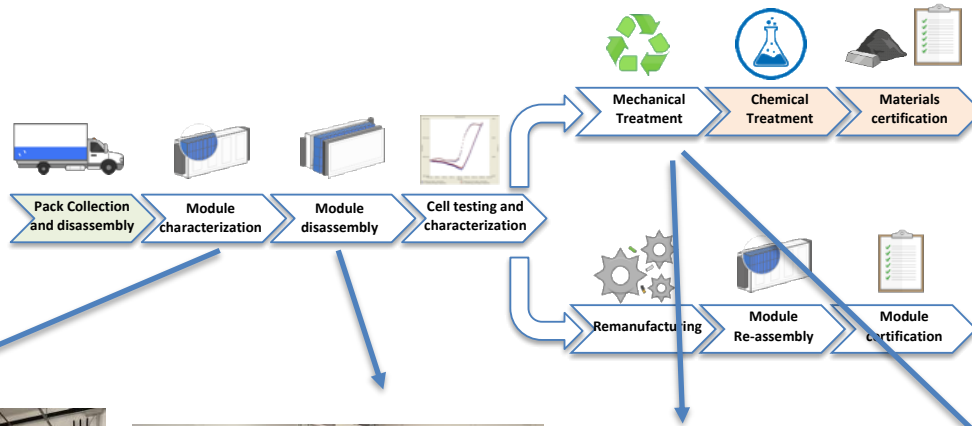 Mechanical
Treatment
Chemical
Treatment
Materials
certification
Pack Collection
and disassembly
Module
characterization
Module
disassembly
Cell testing and
characterization
Remanufacturing
Module
Re-assembly
Module
certification